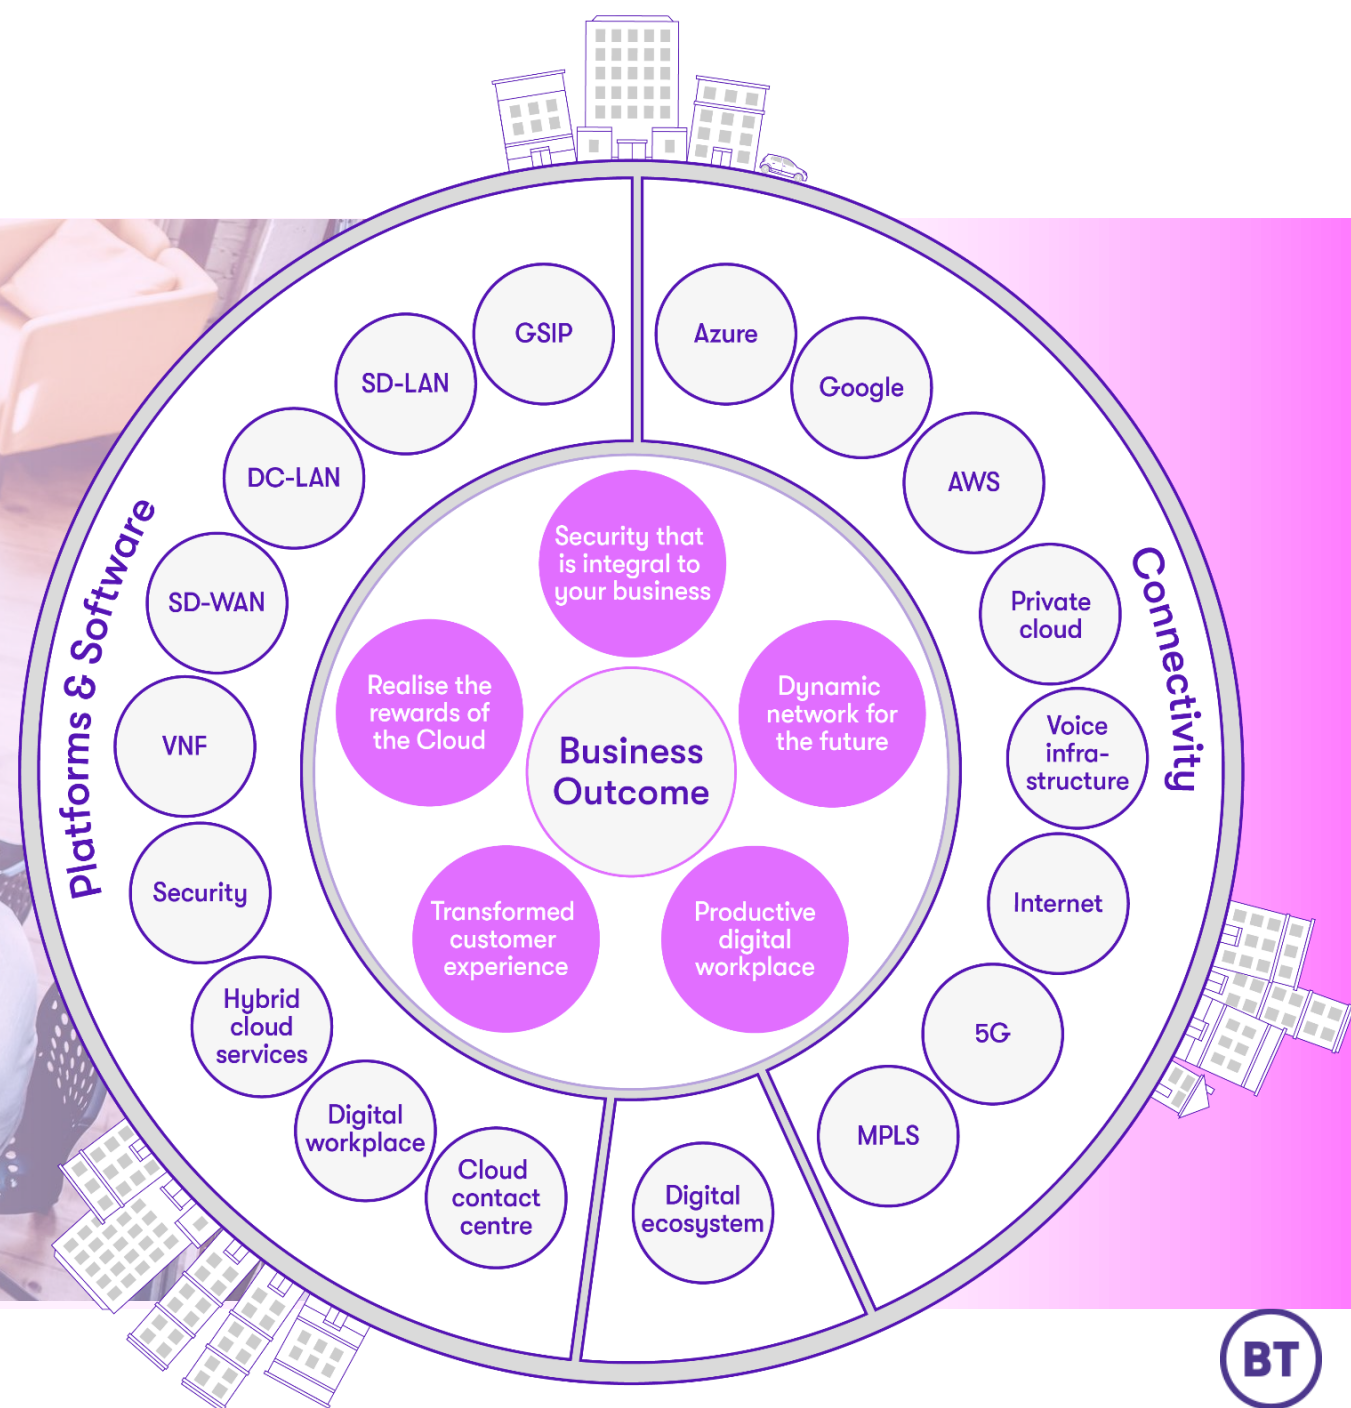 GSIP
SD-LAN
DC-LAN
SD-WAN
VNF
Security
Hybrid
cloud
services
Digital
workplace
Cloud
contact
centre
Platforms & Software
Azure
Google
AWS
Private
cloud
Voice
infra-
structure
Internet
5G
MPLS
Connectivity
Digital
ecosystem
Security that
is integral to
your business
Realise the
rewards of
the Cloud
Dynamic
network for
the future
Business
Outcome
Transformed
customer
experience
Productive
digital
workplace
BT